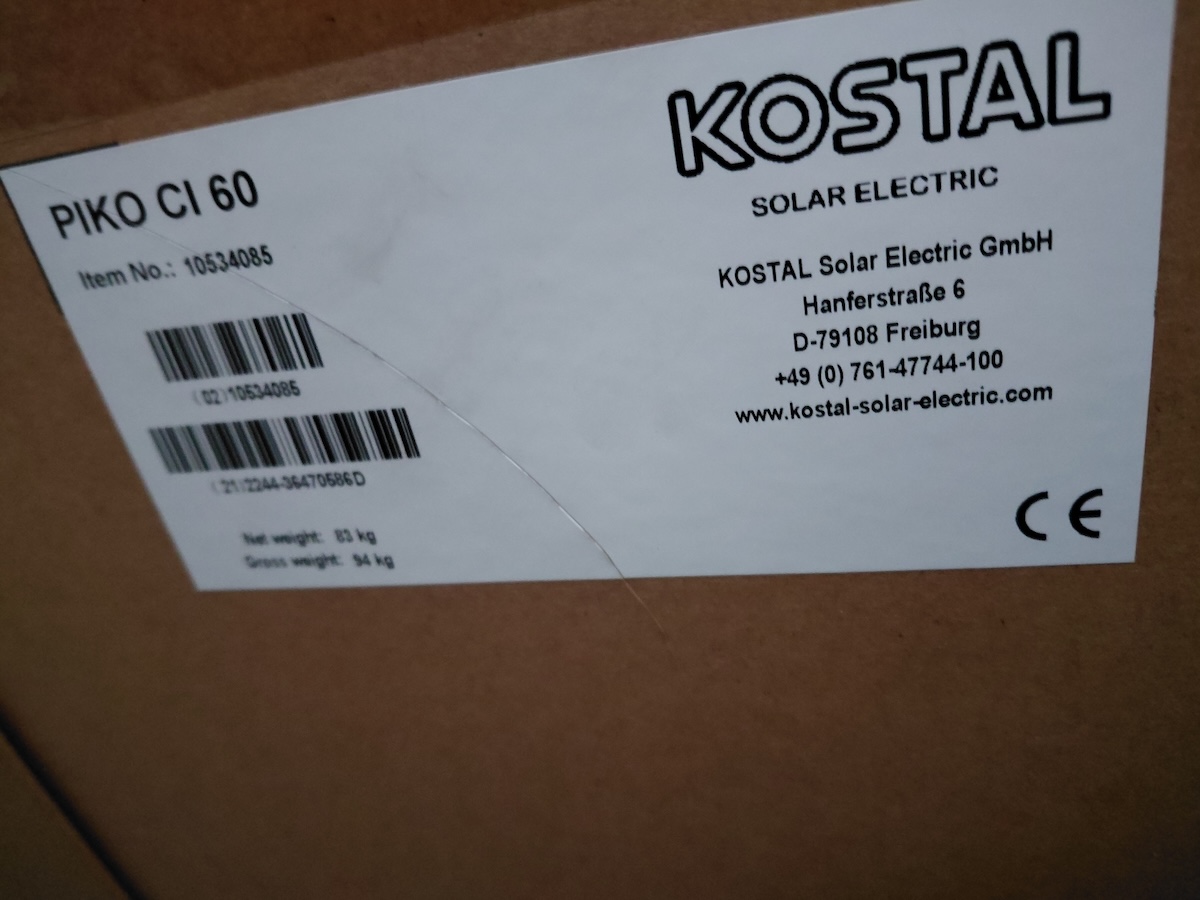 PIKO CI 60
Item No.: 10534085
(02)10534085
(21)2244-36470586D
Net weight: 83 kg
Gross weight: 94 kg
KOSTAL
SOLAR ELECTRIC
KOSTAL Solar Electric GmbH
Hanferstraße 6
D-79108 Freiburg
+49 (0) 761-47744-100
www.kostal-solar-electric.com
CE